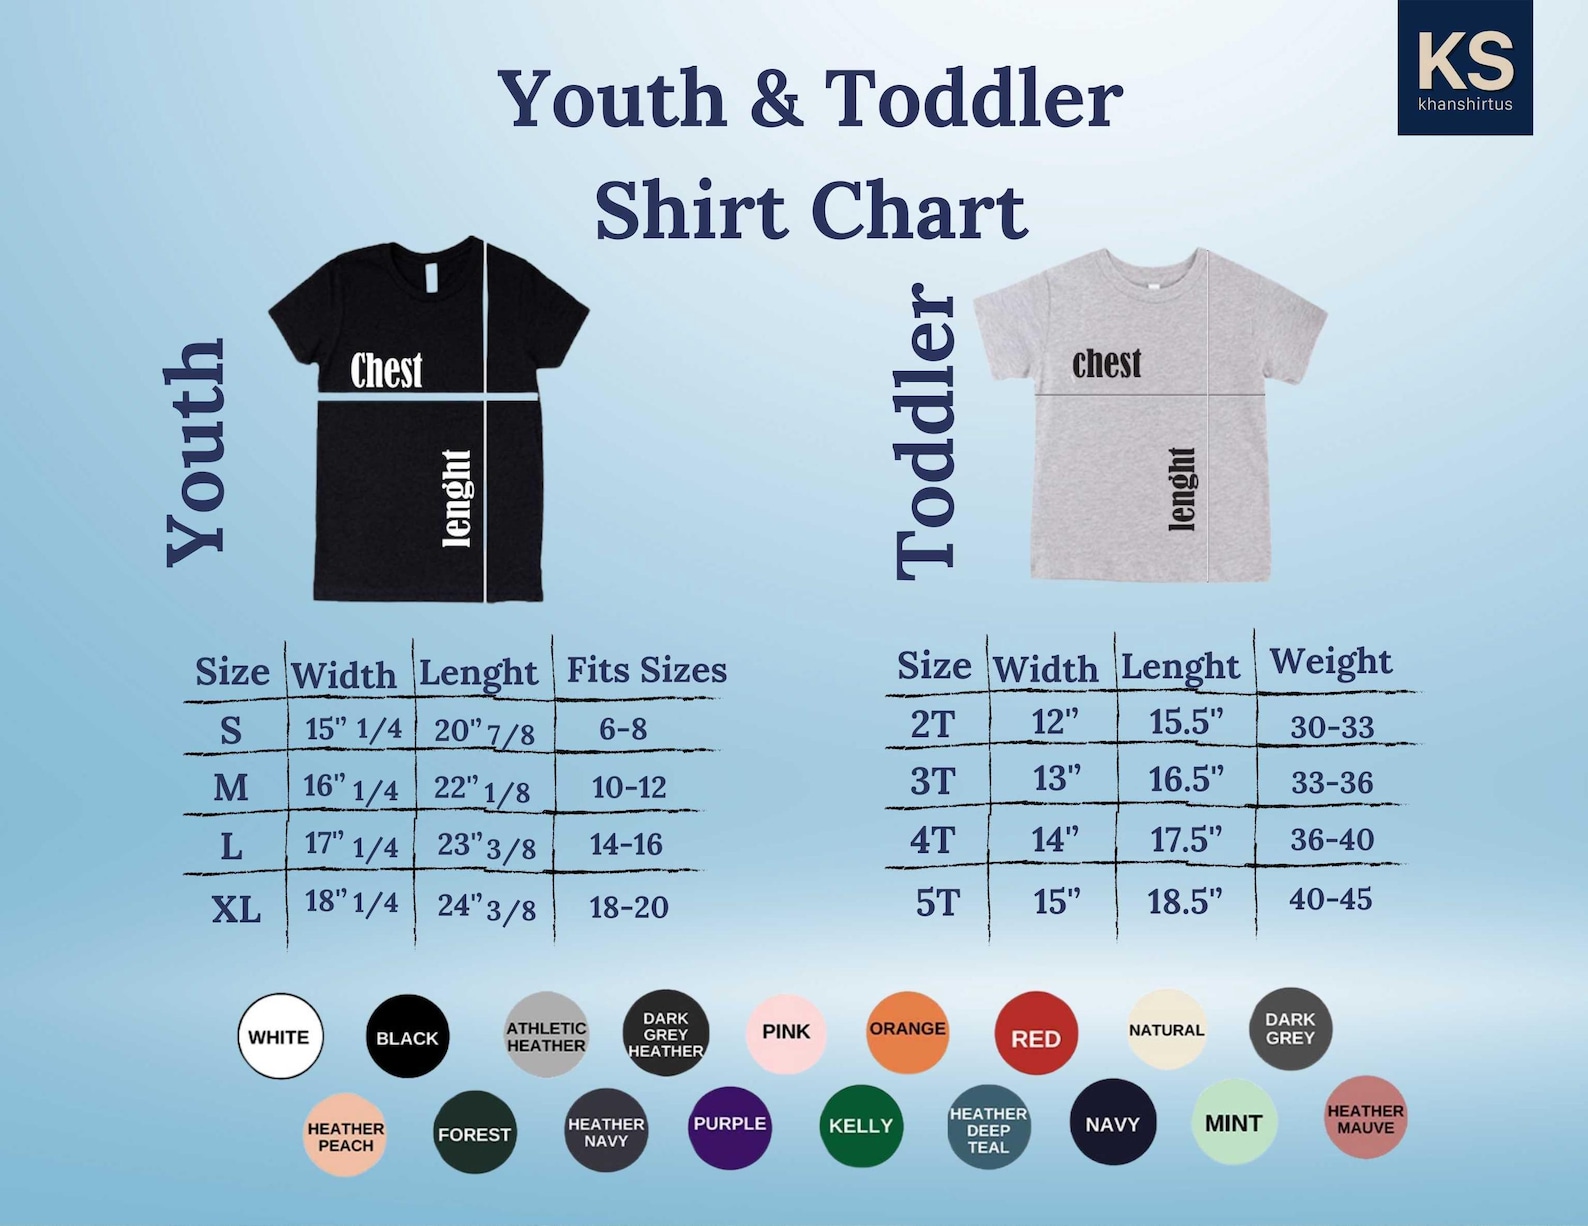 KS
khanshirtus
Youth & Toddler
Shirt Chart
Youth
Chest
lenght
Toddler
chest
lenght
Size Width Lenght Fits Sizes
S 15" 1/4 20" 7/8 6-8
M 16" 1/4 22" 1/8 10-12
L 17" 1/4 23" 3/8 14-16
XL 18" 1/4 24" 3/8 18-20
Size Width Lenght Weight
2T 12" 15.5" 30-33
3T 13" 16.5" 33-36
4T 14" 17.5" 36-40
5T 15" 18.5" 40-45
WHITE
BLACK
ATHLETIC
HEATHER
DARK
GREY
HEATHER
PINK
ORANGE
RED
NATURAL
DARK
GREY
HEATHER
PEACH
FOREST
HEATHER
NAVY
PURPLE
KELLY
HEATHER
DEEP
TEAL
NAVY
MINT
HEATHER
MAUVE